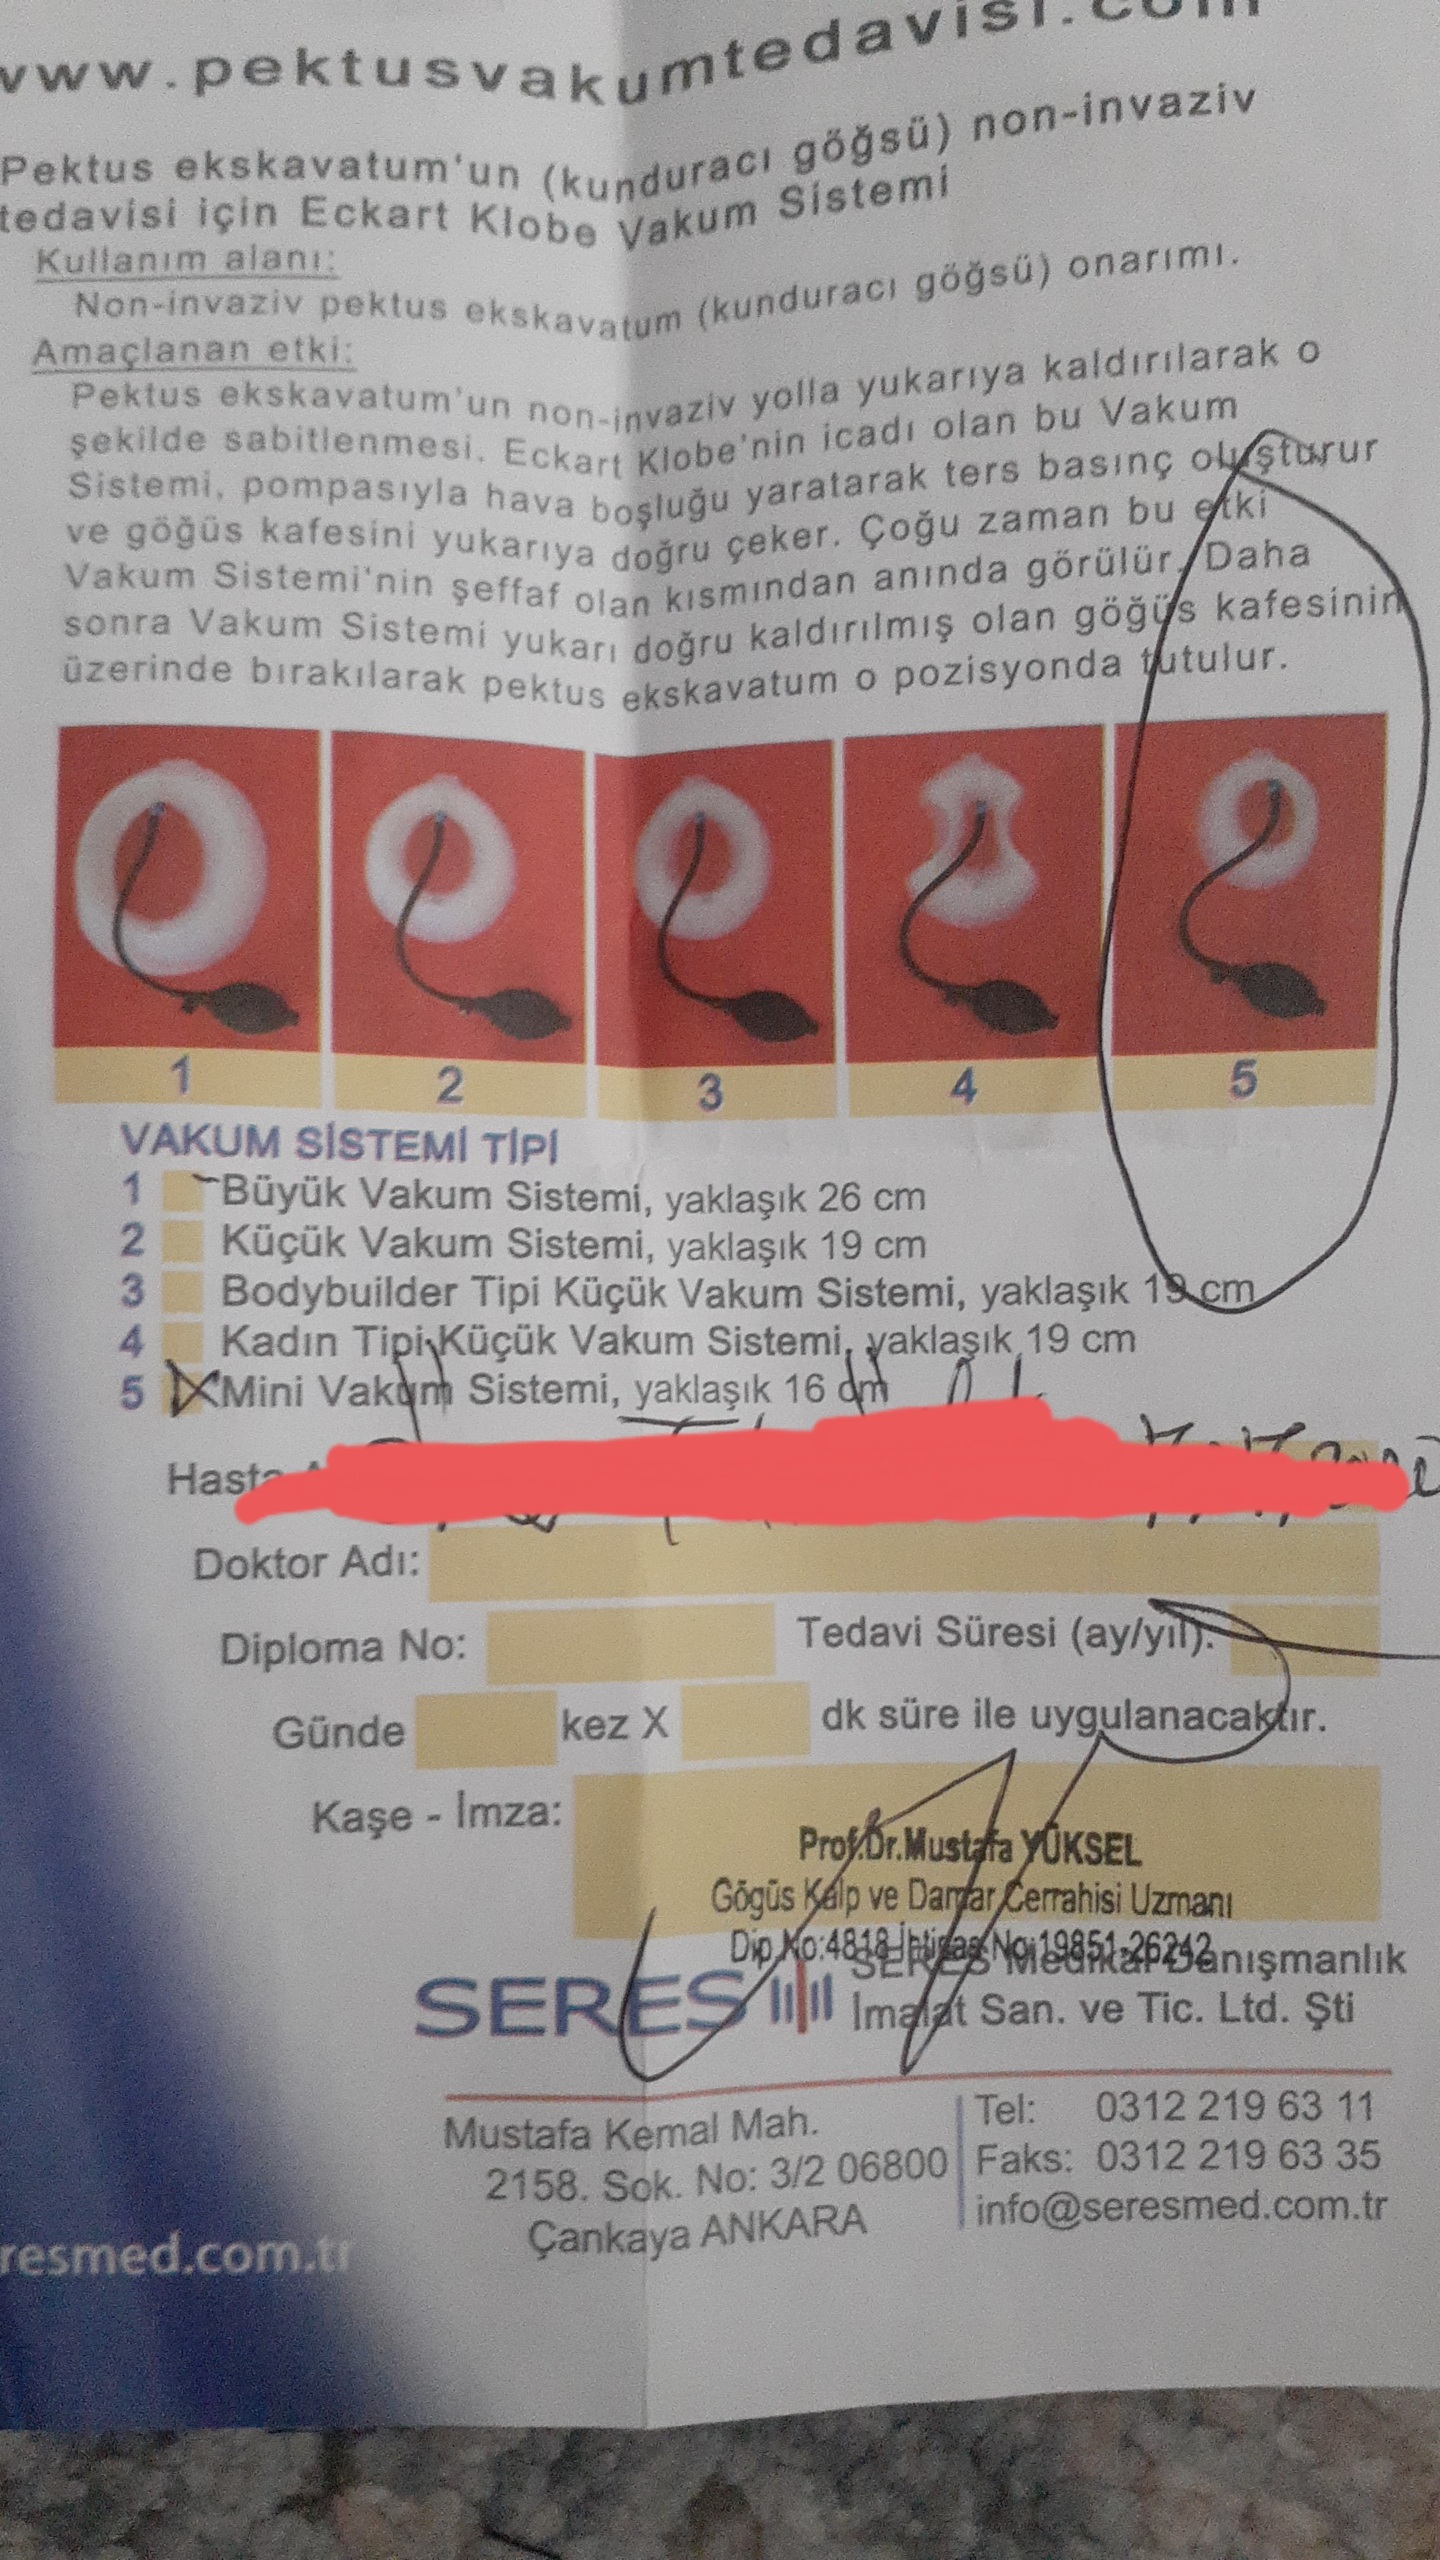 www.pektusvakumtedavisi.com
Pektus ekskavatum'un (kunduracı göğsü) non-invaziv
tedavisi için Eckart Klobe Vakum Sistemi
Kullanım alanı:
Non-invaziv pektus ekskavatum (kunduracı göğsü) onarımı.
Amaçlanan etki:
Pektus ekskavatum'un non-invaziv yolla yukarıya kaldırılarak o
şekilde sabitlenmesi. Eckart Klobe'nin icadı olan bu Vakum
Sistemi, pompasıyla hava boşluğu yaratarak ters basınç oluşturur
ve göğüs kafesini yukarıya doğru çeker. Çoğu zaman bu etki
Vakum Sistemi'nin şeffaf olan kısmından anında görülür. Daha
sonra Vakum Sistemi yukarı doğru kaldırılmış olan göğüs kafesinin
üzerinde bırakılarak pektus ekskavatum o pozisyonda tutulur.
1 2 3 4 5
VAKUM SİSTEMİ TİPİ
1 Büyük Vakum Sistemi, yaklaşık 26 cm
2 Küçük Vakum Sistemi, yaklaşık 19 cm
3 Bodybuilder Tipi Küçük Vakum Sistemi, yaklaşık 19 cm
4 Kadın Tipi Küçük Vakum Sistemi, yaklaşık 19 cm
5 Mini Vakum Sistemi, yaklaşık 16 cm
Hasta
Doktor Adı:
Diploma No: Tedavi Süresi (ay/yıl):
Günde kez X dk süre ile uygulanacaktır.
Kaşe - İmza:
Prof.Dr.Mustafa YÜKSEL
Göğüs Kalp ve Damar Cerrahisi Uzmanı
Dip.No:4818 İhtisas No:19851-26242
SERES SERES Medikal Danışmanlık
İmalat San. ve Tic. Ltd. Şti
Mustafa Kemal Mah. Tel: 0312 219 63 11
2158. Sok. No: 3/2 06800 Faks: 0312 219 63 35
Çankaya ANKARA info@seresmed.com.tr
resmed.com.tr